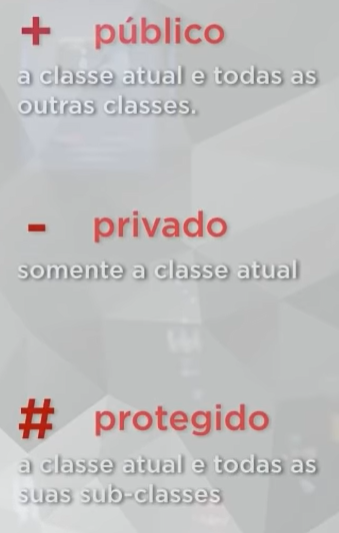 + público
a classe atual e todas as
outras classes.
- privado
somente a classe atual
# protegido
a classe atual e todas as
suas sub-classes